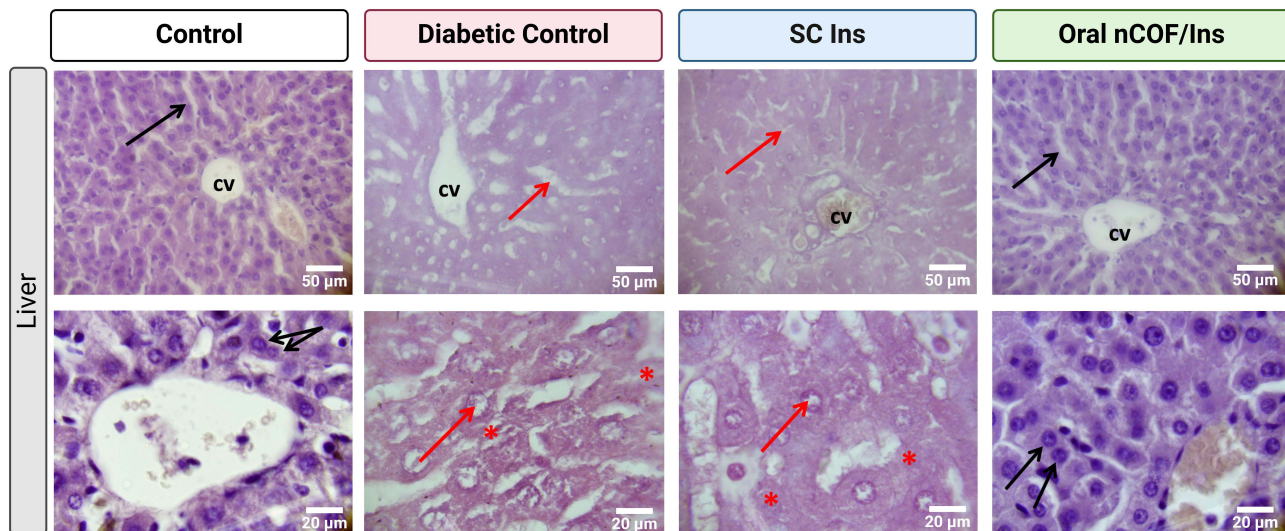 Control
Diabetic Control
SC Ins
Oral nCOF/Ins
Liver
cv
50 µm
cv
50 µm
cv
50 µm
cv
50 µm
20 µm
*
*
20 µm
*
*
20 µm
20 µm